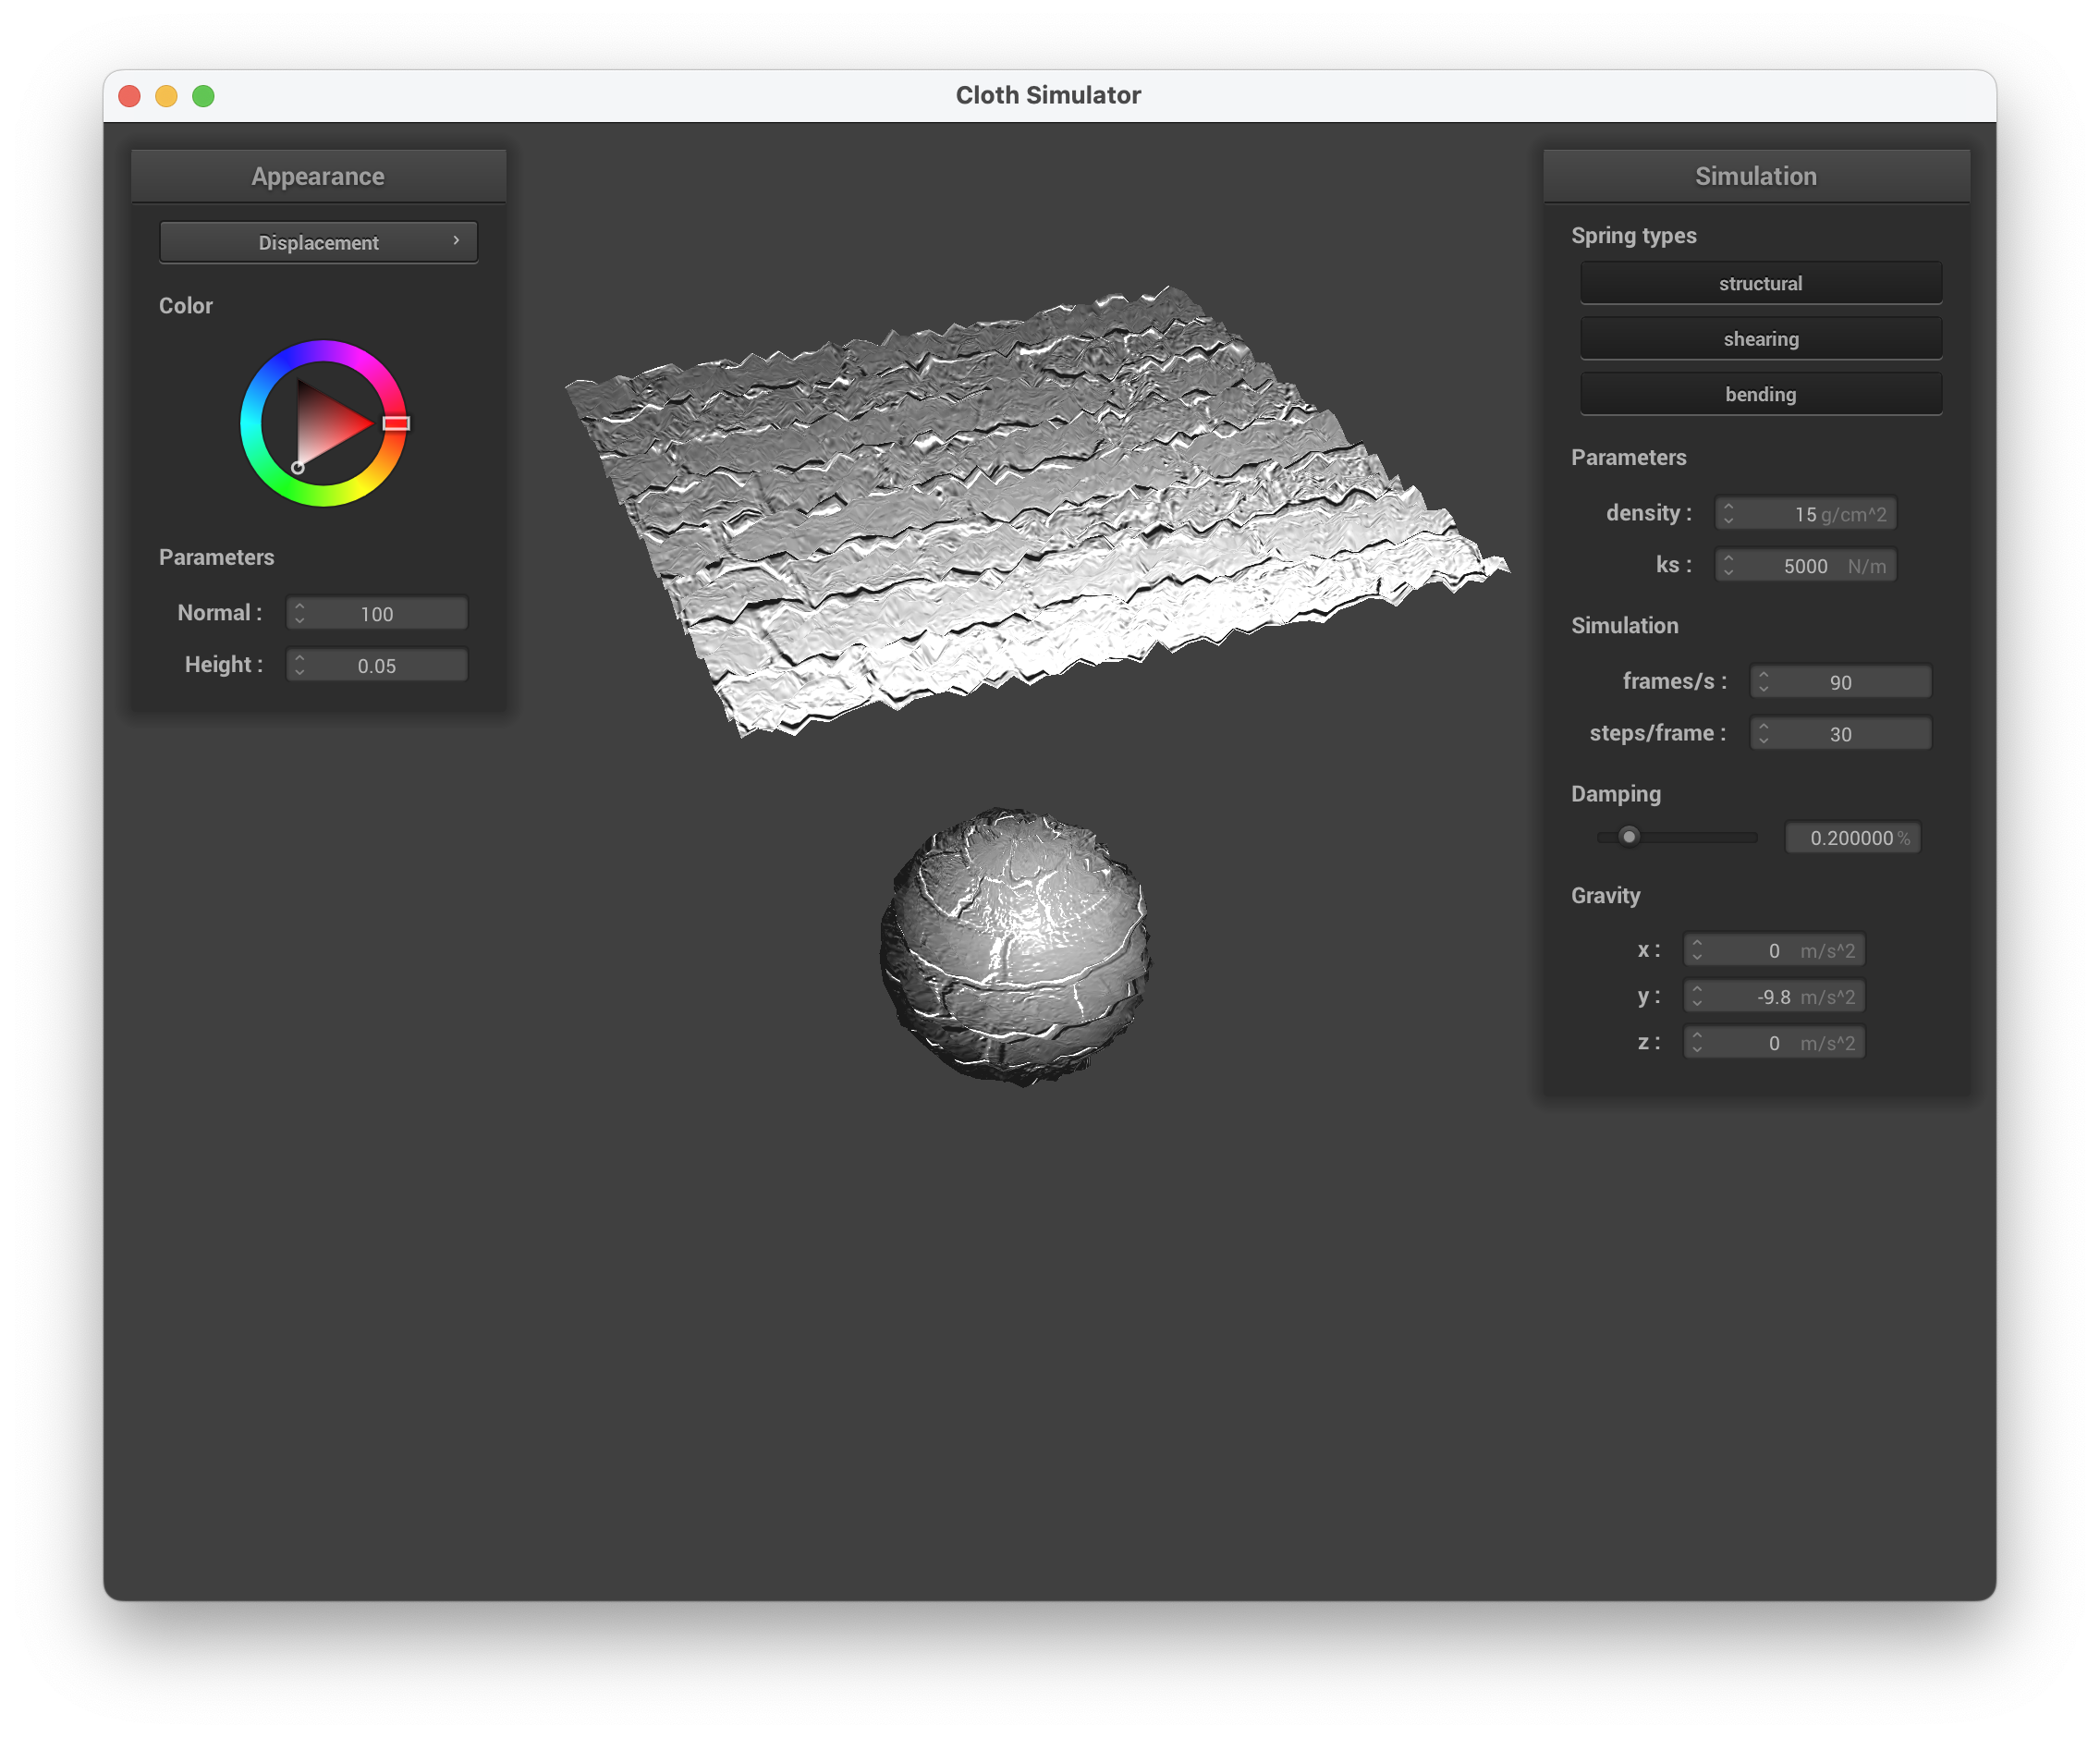 Cloth Simulator
Appearance
Displacement ›
Color
Parameters
Normal : 100
Height : 0.05
Simulation
Spring types
structural
shearing
bending
Parameters
density : 15 g/cm^2
ks : 5000 N/m
Simulation
frames/s : 90
steps/frame : 30
Damping
0.200000 %
Gravity
x : 0 m/s^2
y : -9.8 m/s^2
z : 0 m/s^2